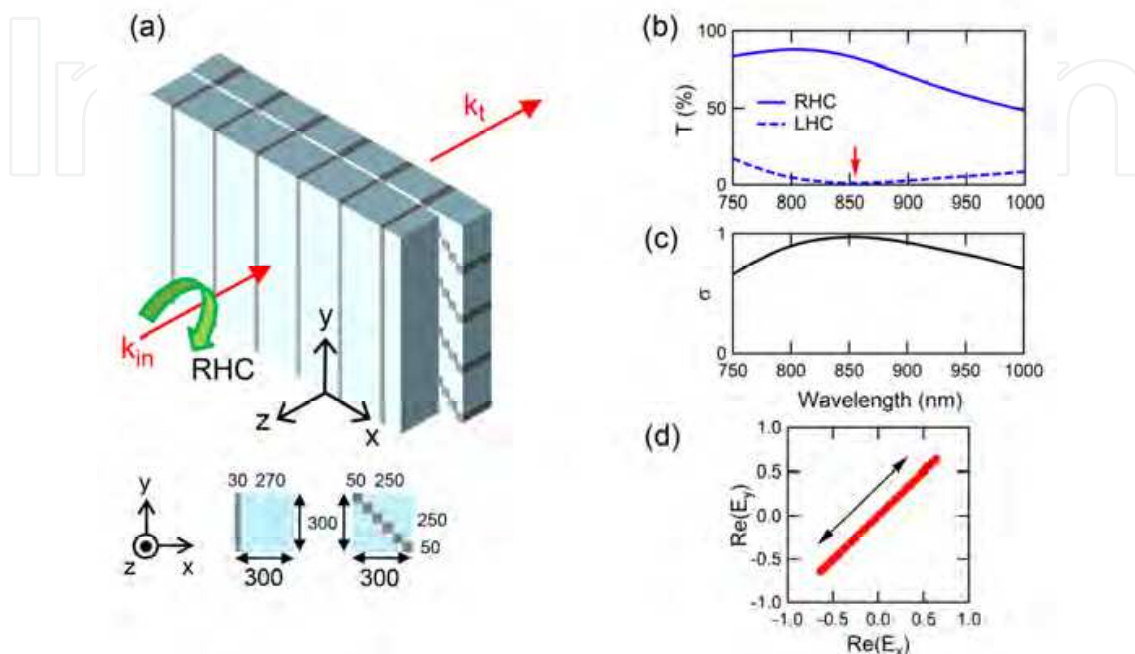 (a)
k_t
k_in
RHC
y
z
x
y
z
x
30 270
300
300
50 250
250
50
300
(b)
100
50
0
T (%)
RHC
LHC
750 800 850 900 950 1000
(c)
1
0
σ
750 800 850 900 950 1000
Wavelength (nm)
(d)
1.0
0.5
0.0
-0.5
-1.0
Re(E_y)
-1.0 -0.5 0.0 0.5 1.0
Re(E_x)